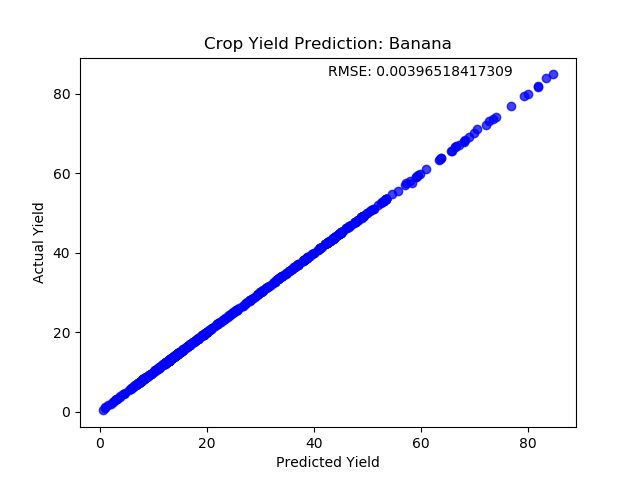 Crop Yield Prediction: Banana
RMSE: 0.00396518417309
80
60
40
20
0
Actual Yield
0 20 40 60 80
Predicted Yield